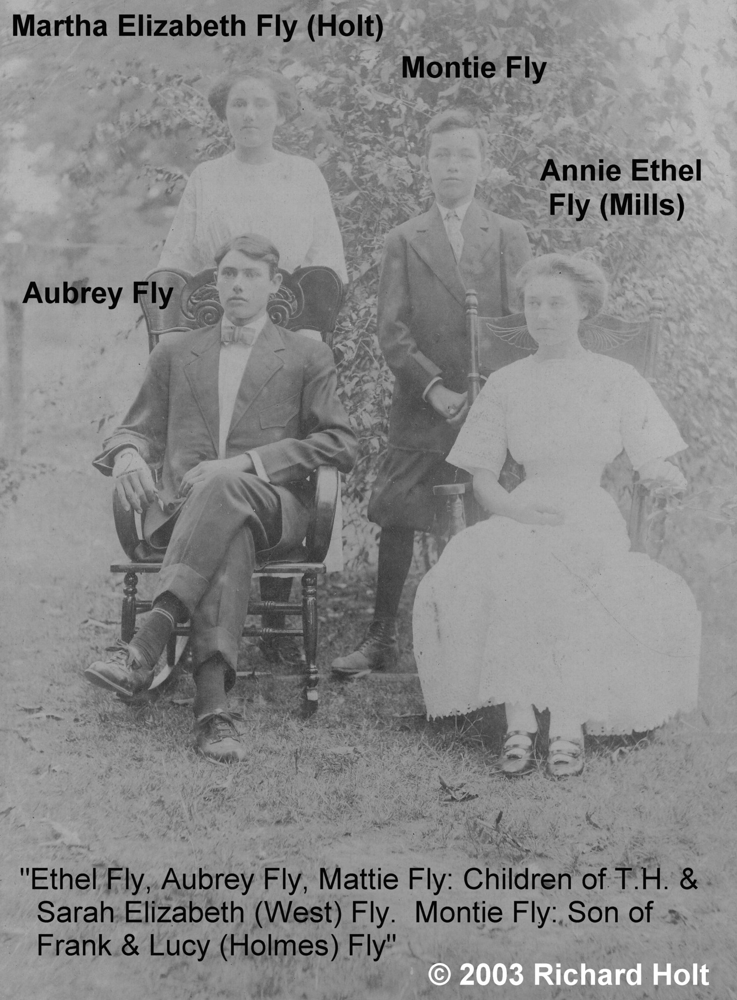 Martha Elizabeth Fly (Holt)
Montie Fly
Annie Ethel
Fly (Mills)
Aubrey Fly
"Ethel Fly, Aubrey Fly, Mattie Fly: Children of T.H. &
Sarah Elizabeth (West) Fly.  Montie Fly: Son of
Frank & Lucy (Holmes) Fly"
© 2003 Richard Holt